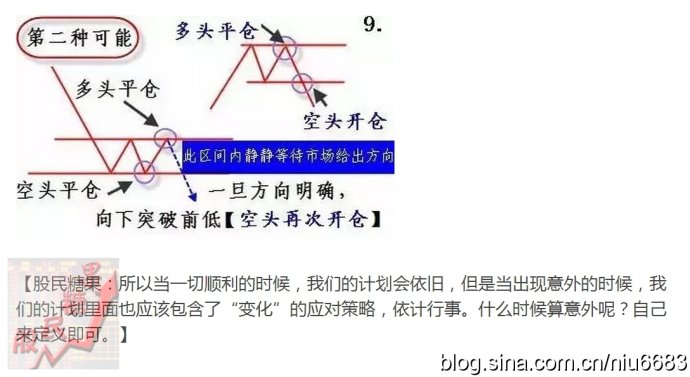 第二种可能
多头平仓
9.
多头平仓
空头开仓
此区间内静静等待市场给出方向
空头平仓
一旦方向明确，
向下突破前低【空头再次开仓】
【股民糖果：所以当一切顺利的时候，我们的计划会依旧，但是当出现意外的时候，我
们的计划里面也应该包含了“变化”的应对策略，依计行事。什么时候算意外呢？自己
来定义即可。】
股民糖果
blog.sina.com.cn/niu6683